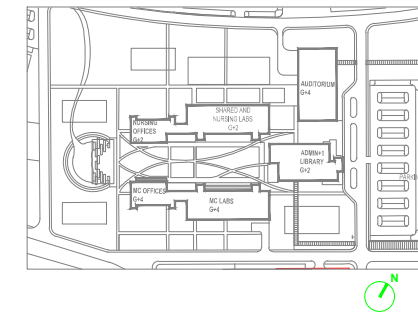 AUDITORIUM
G+4
SHARED AND
NURSING LABS
G+2
NURSING
OFFICES
G+2
ADMIN+1
LIBRARY
G+2
MC OFFICES
G+4
MC LABS
G+4
N